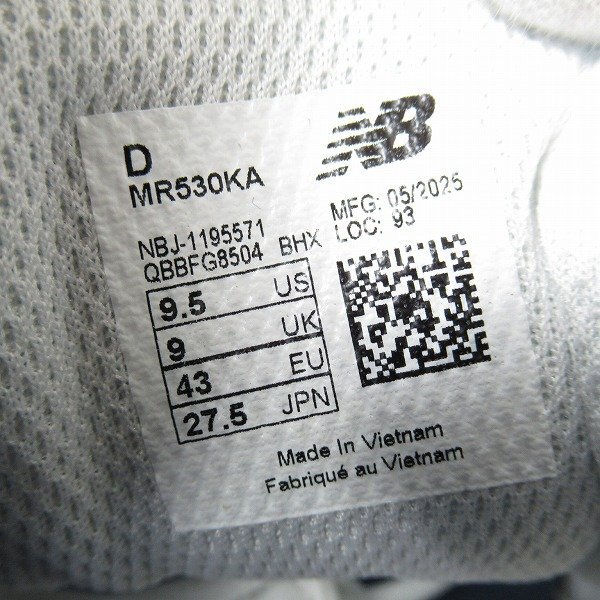 D
MR530KA
NB
NBJ-1195571
QBBFG8504 BHX
MFG: 05/2025
LOC: 93
9.5 US
9 UK
43 EU
27.5 JPN
Made In Vietnam
Fabriqué au Vietnam